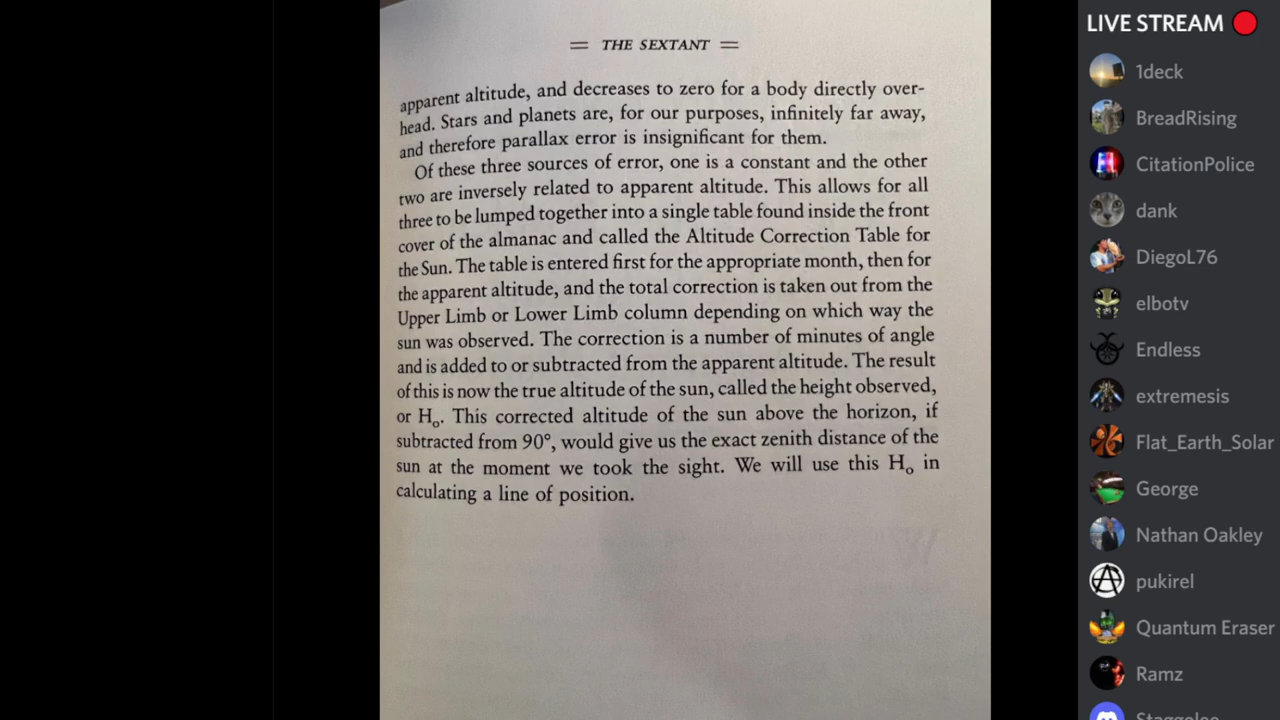 THE SEXTANT
apparent altitude, and decreases to zero for a body directly over-
head. Stars and planets are, for our purposes, infinitely far away,
and therefore parallax error is insignificant for them.
Of these three sources of error, one is a constant and the other
two are inversely related to apparent altitude. This allows for all
three to be lumped together into a single table found inside the front
cover of the almanac and called the Altitude Correction Table for
the Sun. The table is entered first for the appropriate month, then for
the apparent altitude, and the total correction is taken out from the
Upper Limb or Lower Limb column depending on which way the
sun was observed. The correction is a number of minutes of angle
and is added to or subtracted from the apparent altitude. The result
of this is now the true altitude of the sun, called the height observed,
or Hₒ. This corrected altitude of the sun above the horizon, if
subtracted from 90°, would give us the exact zenith distance of the
sun at the moment we took the sight. We will use this Hₒ in
calculating a line of position.
LIVE STREAM
1deck
BreadRising
CitationPolice
dank
DiegoL76
elbotv
Endless
extremesis
Flat_Earth_Solar
George
Nathan Oakley
pukirel
Quantum Eraser
Ramz